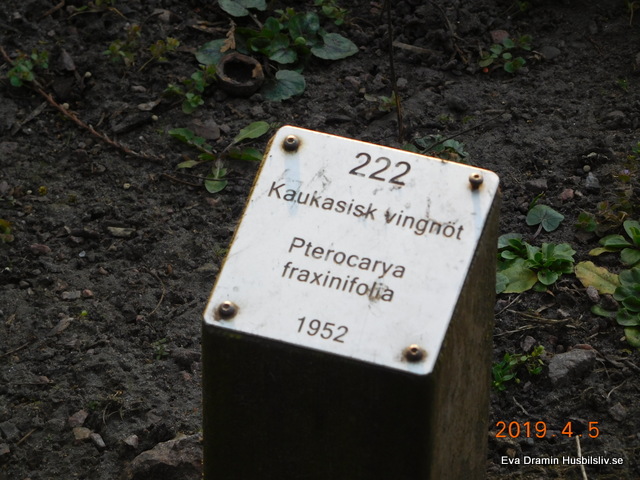 222
Kaukasisk vingnöt
Pterocarya
fraxinifolia
1952
2019 4 5
Eva Dramin Husbilsliv.se